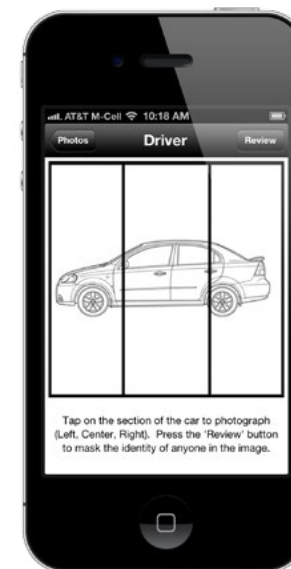 AT&T M-Cell 10:18 AM
Photos Driver Review
Tap on the section of the car to photograph
(Left, Center, Right). Press the 'Review' button
to mask the identity of anyone in the image.